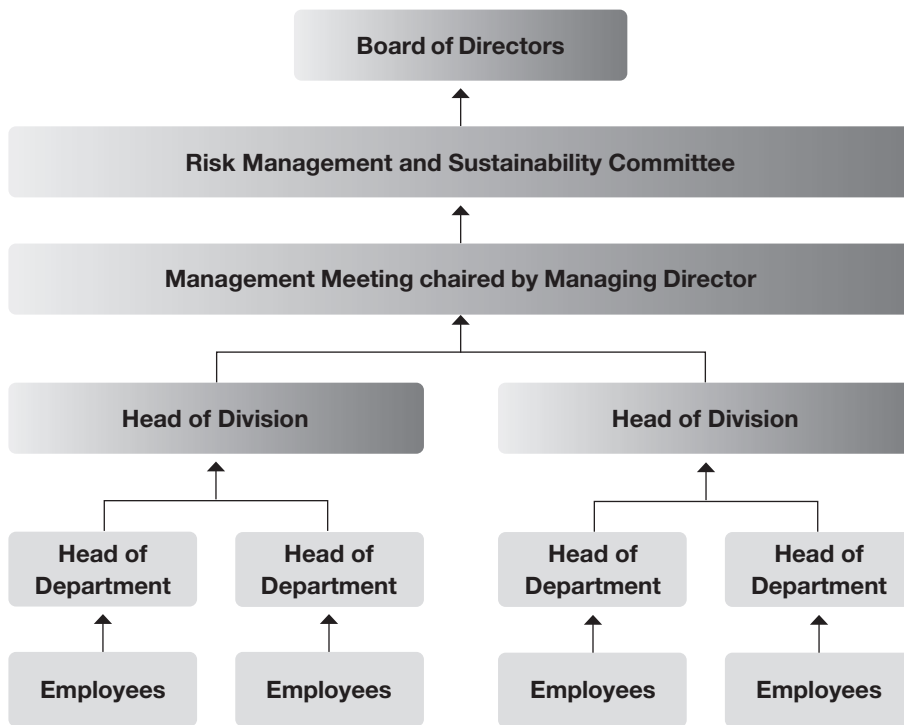 Board of Directors
Risk Management and Sustainability Committee
Management Meeting chaired by Managing Director
Head of Division
Head of Division
Head of
Department
Head of
Department
Head of
Department
Head of
Department
Employees
Employees
Employees
Employees